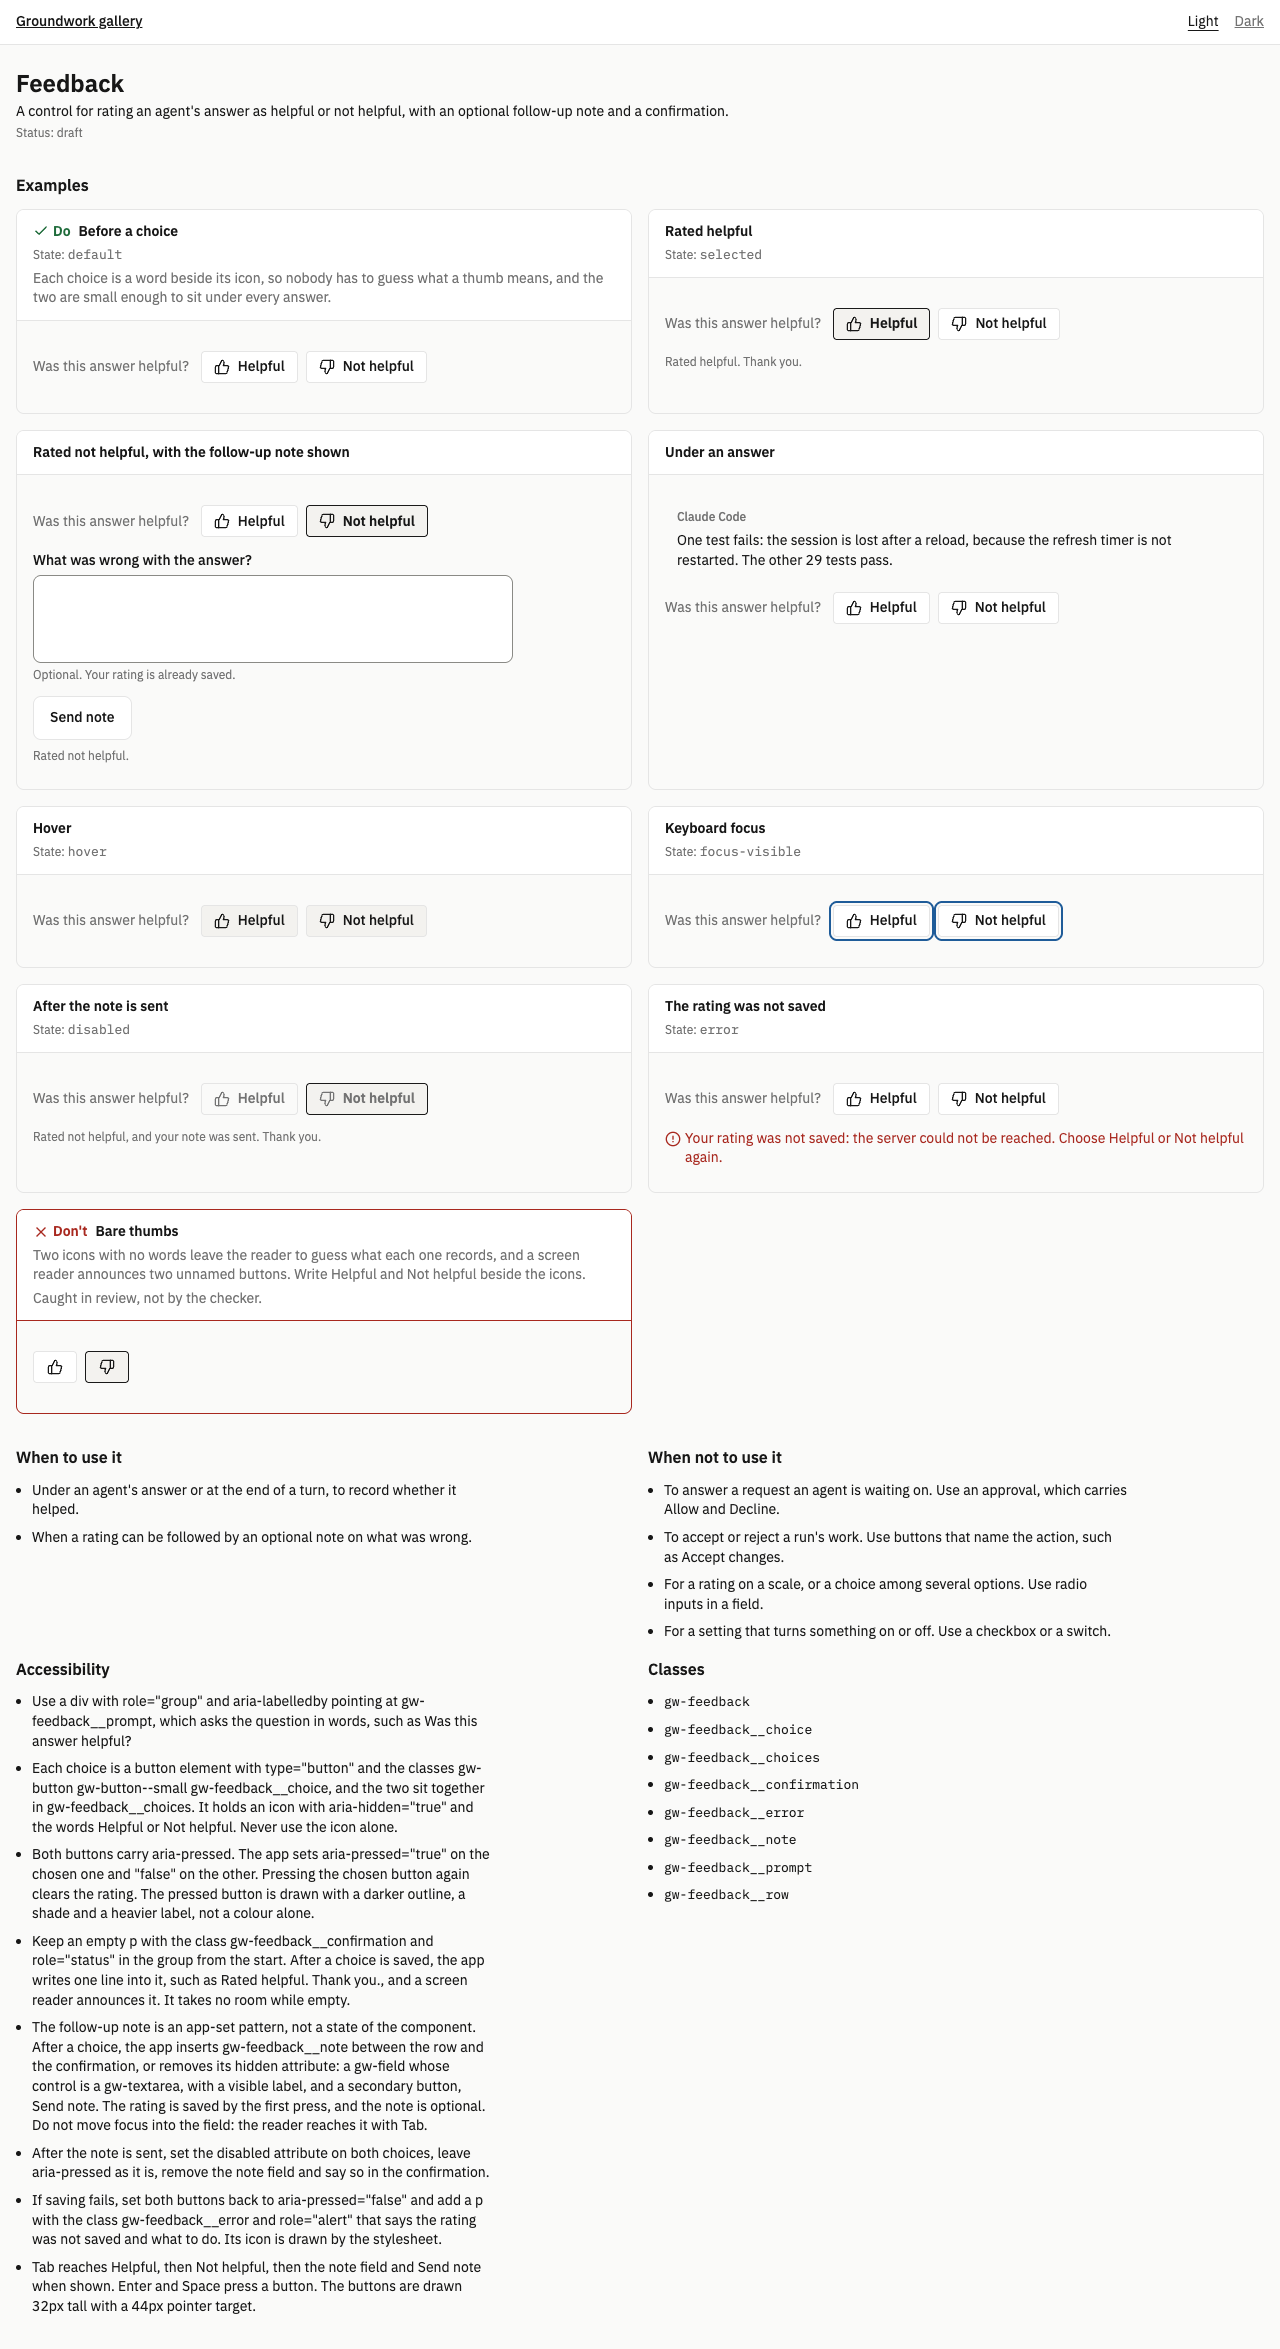 Groundwork gallery
Light Dark
Feedback
A control for rating an agent's answer as helpful or not helpful, with an optional follow-up note and a confirmation.
Status: draft
Examples
Do Before a choice
State: default
Each choice is a word beside its icon, so nobody has to guess what a thumb means, and the
two are small enough to sit under every answer.
Was this answer helpful? Helpful Not helpful
Rated helpful
State: selected
Was this answer helpful? Helpful Not helpful
Rated helpful. Thank you.
Rated not helpful, with the follow-up note shown
Was this answer helpful? Helpful Not helpful
What was wrong with the answer?
Optional. Your rating is already saved.
Send note
Rated not helpful.
Under an answer
Claude Code
One test fails: the session is lost after a reload, because the refresh timer is not
restarted. The other 29 tests pass.
Was this answer helpful? Helpful Not helpful
Hover
State: hover
Was this answer helpful? Helpful Not helpful
Keyboard focus
State: focus-visible
Was this answer helpful? Helpful Not helpful
After the note is sent
State: disabled
Was this answer helpful? Helpful Not helpful
Rated not helpful, and your note was sent. Thank you.
The rating was not saved
State: error
Was this answer helpful? Helpful Not helpful
Your rating was not saved: the server could not be reached. Choose Helpful or Not helpful
again.
Don't Bare thumbs
Two icons with no words leave the reader to guess what each one records, and a screen
reader announces two unnamed buttons. Write Helpful and Not helpful beside the icons.
Caught in review, not by the checker.
When to use it
Under an agent's answer or at the end of a turn, to record whether it
helped.
When a rating can be followed by an optional note on what was wrong.
When not to use it
To answer a request an agent is waiting on. Use an approval, which carries
Allow and Decline.
To accept or reject a run's work. Use buttons that name the action, such
as Accept changes.
For a rating on a scale, or a choice among several options. Use radio
inputs in a field.
For a setting that turns something on or off. Use a checkbox or a switch.
Accessibility
Use a div with role="group" and aria-labelledby pointing at gw-
feedback__prompt, which asks the question in words, such as Was this
answer helpful?
Each choice is a button element with type="button" and the classes gw-
button gw-button--small gw-feedback__choice, and the two sit together
in gw-feedback__choices. It holds an icon with aria-hidden="true" and
the words Helpful or Not helpful. Never use the icon alone.
Both buttons carry aria-pressed. The app sets aria-pressed="true" on the
chosen one and "false" on the other. Pressing the chosen button again
clears the rating. The pressed button is drawn with a darker outline, a
shade and a heavier label, not a colour alone.
Keep an empty p with the class gw-feedback__confirmation and
role="status" in the group from the start. After a choice is saved, the app
writes one line into it, such as Rated helpful. Thank you., and a screen
reader announces it. It takes no room while empty.
The follow-up note is an app-set pattern, not a state of the component.
After a choice, the app inserts gw-feedback__note between the row and
the confirmation, or removes its hidden attribute: a gw-field whose
control is a gw-textarea, with a visible label, and a secondary button,
Send note. The rating is saved by the first press, and the note is optional.
Do not move focus into the field: the reader reaches it with Tab.
After the note is sent, set the disabled attribute on both choices, leave
aria-pressed as it is, remove the note field and say so in the confirmation.
If saving fails, set both buttons back to aria-pressed="false" and add a p
with the class gw-feedback__error and role="alert" that says the rating
was not saved and what to do. Its icon is drawn by the stylesheet.
Tab reaches Helpful, then Not helpful, then the note field and Send note
when shown. Enter and Space press a button. The buttons are drawn
32px tall with a 44px pointer target.
Classes
gw-feedback
gw-feedback__choice
gw-feedback__choices
gw-feedback__confirmation
gw-feedback__error
gw-feedback__note
gw-feedback__prompt
gw-feedback__row